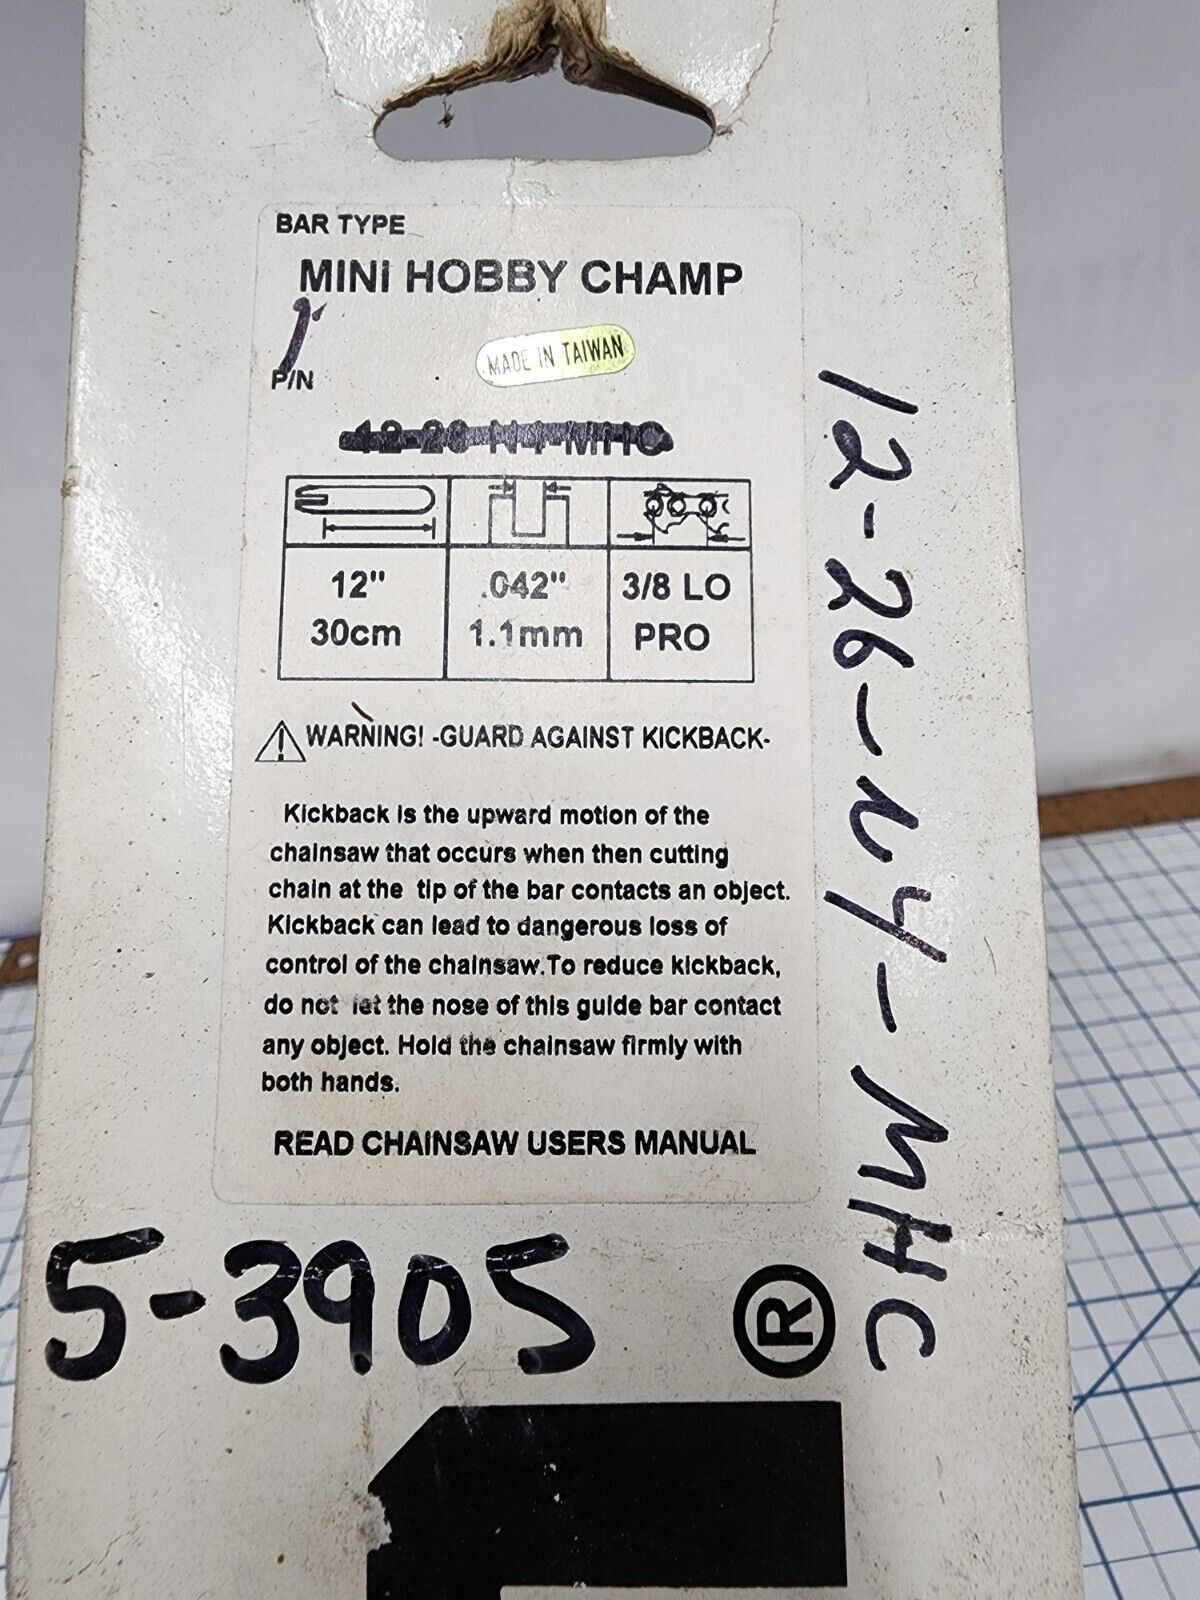 BAR TYPE
MINI HOBBY CHAMP
MADE IN TAIWAN
P/N
12" .042" 3/8 LO
30cm 1.1mm PRO
WARNING! -GUARD AGAINST KICKBACK-
Kickback is the upward motion of the
chainsaw that occurs when then cutting
chain at the tip of the bar contacts an object.
Kickback can lead to dangerous loss of
control of the chainsaw.To reduce kickback,
do not let the nose of this guide bar contact
any object. Hold the chainsaw firmly with
both hands.
READ CHAINSAW USERS MANUAL
12-26-N4-MHC
5-3905
®